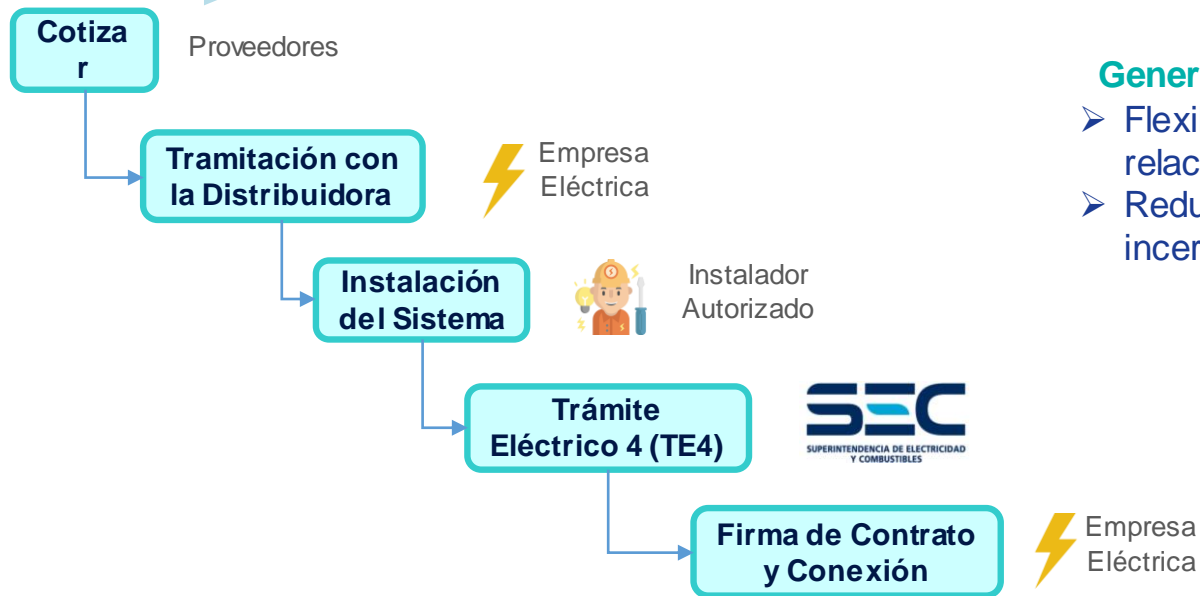 Cotiza
r
Proveedores
Tramitación con
la Distribuidora
Empresa
Eléctrica
Instalación
del Sistema
Instalador
Autorizado
Trámite
Eléctrico 4 (TE4)
SEC
SUPERINTENDENCIA DE ELECTRICIDAD
Y COMBUSTIBLES
Firma de Contrato
y Conexión
Empresa
Eléctrica
Gener
Flexi
relac
Redu
incer